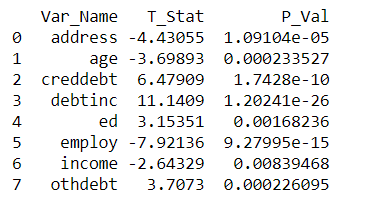 Var_Name T_Stat P_Val
0 address -4.43055 1.09104e-05
1 age -3.69893 0.000233527
2 creddebt 6.47909 1.7428e-10
3 debtinc 11.1409 1.20241e-26
4 ed 3.15351 0.00168236
5 employ -7.92136 9.27995e-15
6 income -2.64329 0.00839468
7 othdebt 3.7073 0.000226095